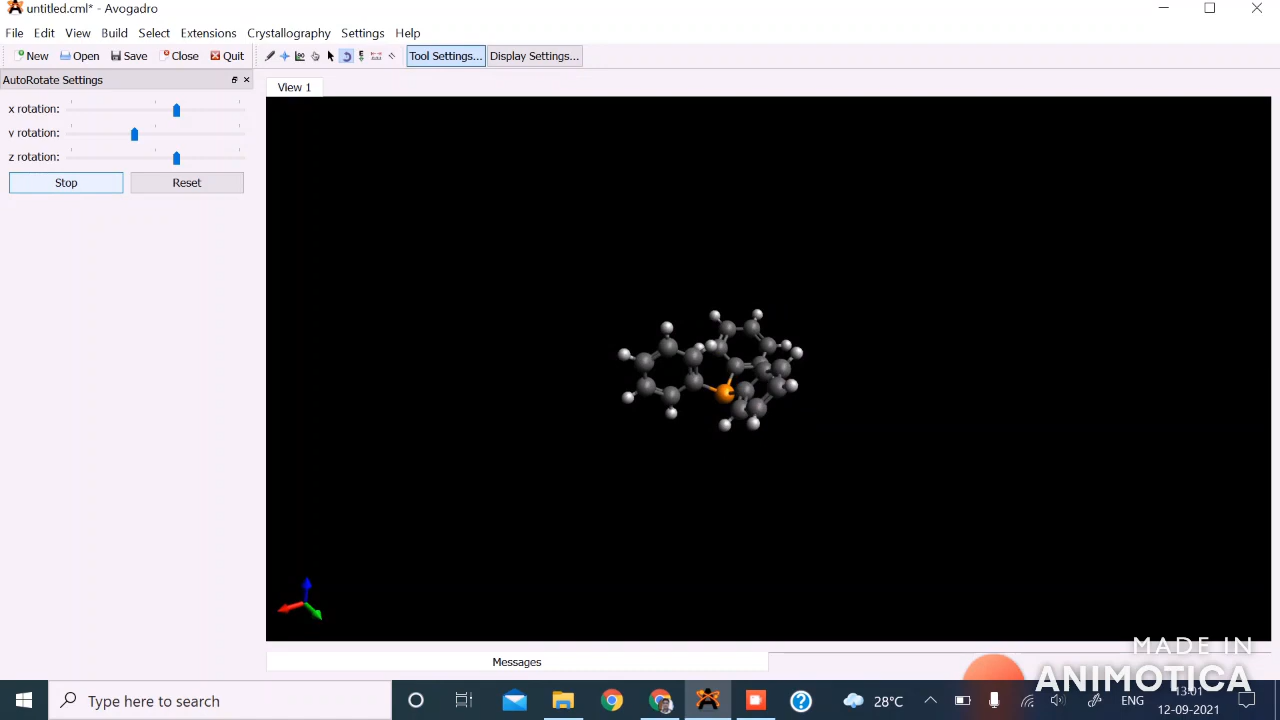 untitled.cml* - Avogadro
File Edit View Build Select Extensions Crystallography Settings Help
New Open Save Close Quit Tool Settings... Display Settings...
AutoRotate Settings
View 1
x rotation:
y rotation:
z rotation:
Stop Reset
Messages
MADE IN
ANIMOTICA
Type here to search
28°C
ENG
13:01
12-09-2021